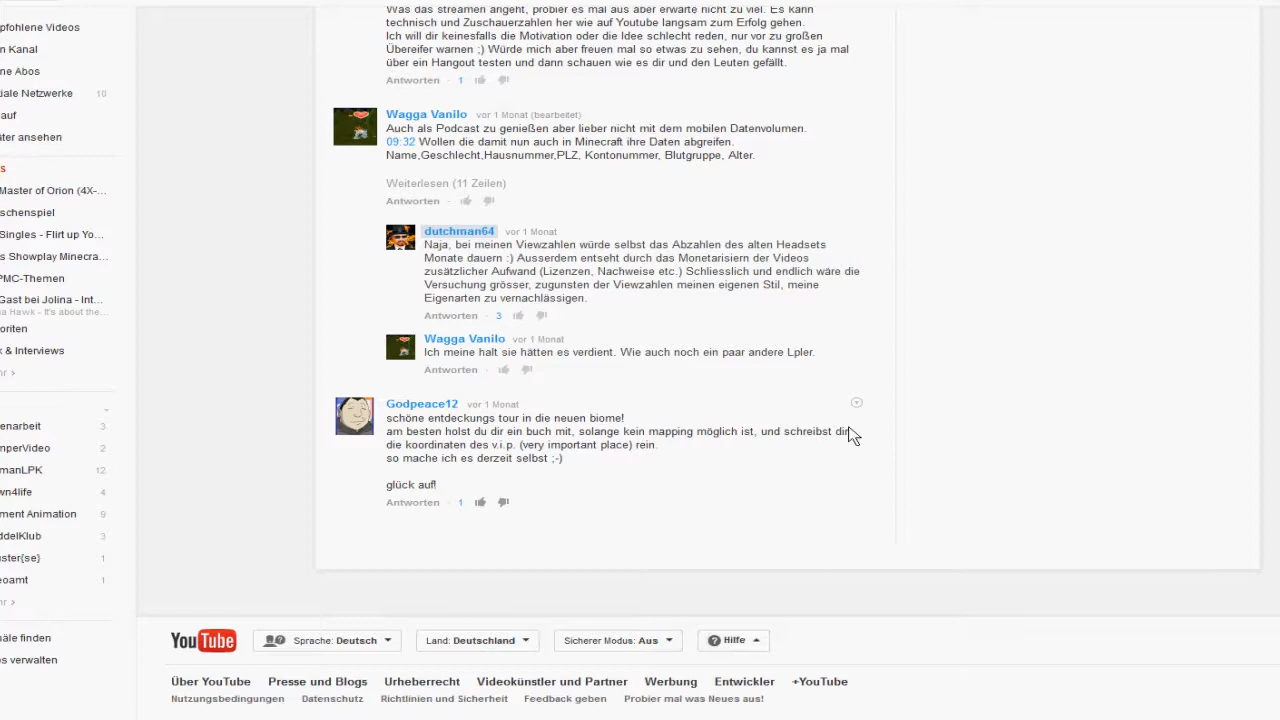 pfohlene Videos
n Kanal
ne Abos
iale Netzwerke 10
auf
äter ansehen
s
Master of Orion (4X-...
schenspiel
Singles - Flirt up Yo...
s Showplay Minecra...
PMC-Themen
Gast bei Jolina - Int...
a Hawk - It's about the...
oriten
k & Interviews
hr >
enarbeit 3
mperVideo 2
manLPK 12
wn4life 4
ment Animation 9
ddelKlub 3
uster{se} 1
eoamt 1
hr >
äle finden
s verwalten
Was das streamen angeht, probier es mal aus aber erwarte nicht zu viel. Es kann
technisch und Zuschauerzahlen her wie auf Youtube langsam zum Erfolg gehen.
Ich will dir keinesfalls die Motivation oder die Idee schlecht reden, nur vor zu großen
Übereifer warnen ;) Würde mich aber freuen mal so etwas zu sehen, du kannst es ja mal
über ein Hangout testen und dann schauen wie es dir und den Leuten gefällt.
Antworten · 1
Wagga Vanilo vor 1 Monat (bearbeitet)
Auch als Podcast zu genießen aber lieber nicht mit dem mobilen Datenvolumen.
09:32 Wollen die damit nun auch in Minecraft ihre Daten abgreifen.
Name,Geschlecht,Hausnummer,PLZ, Kontonummer, Blutgruppe, Alter.
Weiterlesen (11 Zeilen)
Antworten ·
dutchman64 vor 1 Monat
Naja, bei meinen Viewzahlen würde selbst das Abzahlen des alten Headsets
Monate dauern :) Ausserdem entseht durch das Monetarisiern der Videos
zusätzlicher Aufwand (Lizenzen, Nachweise etc.) Schliesslich und endlich wäre die
Versuchung grösser, zugunsten der Viewzahlen meinen eigenen Stil, meine
Eigenarten zu vernachlässigen.
Antworten · 3
Wagga Vanilo vor 1 Monat
Ich meine halt sie hätten es verdient. Wie auch noch ein paar andere Lpler.
Antworten ·
Godpeace12 vor 1 Monat
schöne entdeckungs tour in die neuen biome!
am besten holst du dir ein buch mit, solange kein mapping möglich ist, und schreibst dir
die koordinaten des v.i.p. (very important place) rein.
so mache ich es derzeit selbst ;-)
glück auf!
Antworten · 1
YouTube Sprache: Deutsch Land: Deutschland Sicherer Modus: Aus Hilfe
Über YouTube Presse und Blogs Urheberrecht Videokünstler und Partner Werbung Entwickler +YouTube
Nutzungsbedingungen Datenschutz Richtlinien und Sicherheit Feedback geben Probier mal was Neues aus!